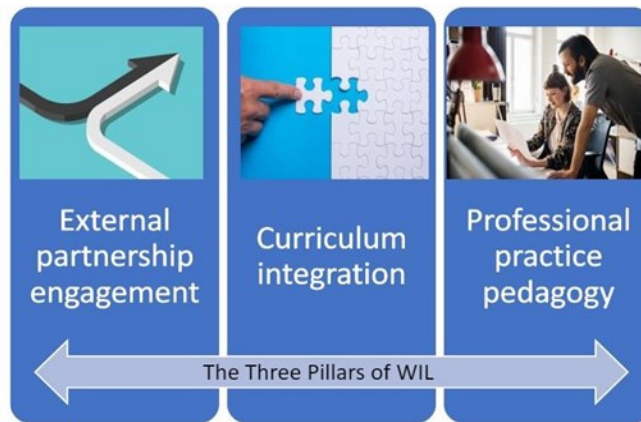 External
partnership
engagement
Curriculum
integration
Professional
practice
pedagogy
The Three Pillars of WIL